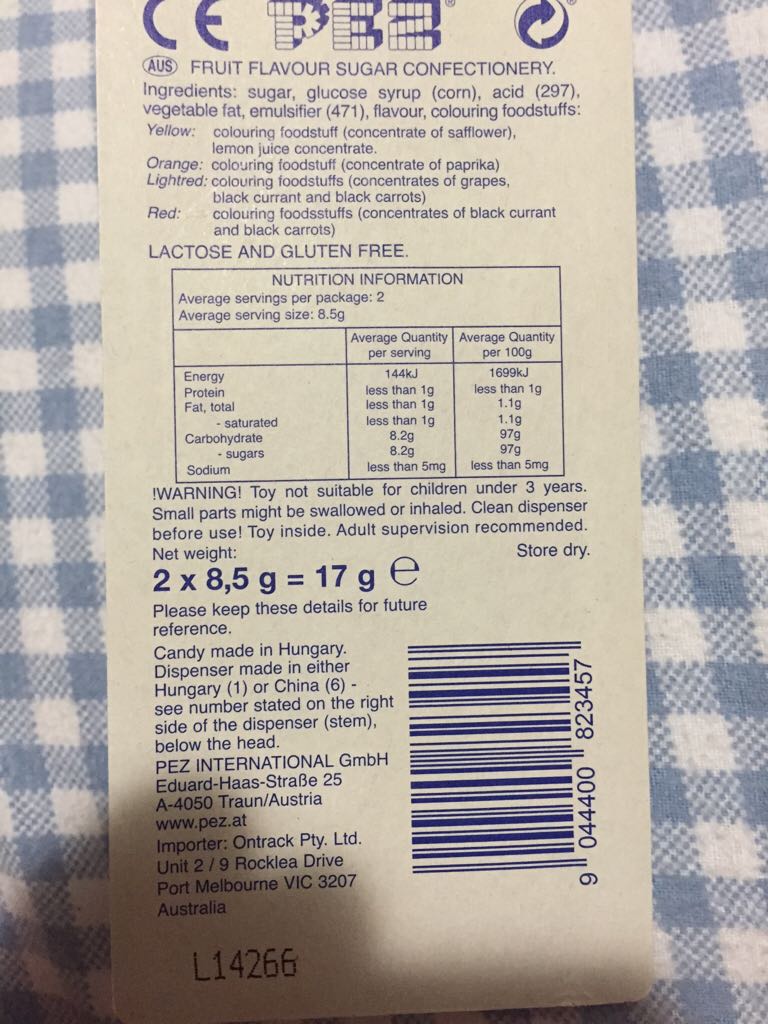 CE PEZ®
AUS FRUIT FLAVOUR SUGAR CONFECTIONERY.
Ingredients: sugar, glucose syrup (corn), acid (297),
vegetable fat, emulsifier (471), flavour, colouring foodstuffs:
Yellow: colouring foodstuff (concentrate of safflower),
lemon juice concentrate.
Orange: colouring foodstuff (concentrate of paprika)
Lightred: colouring foodstuffs (concentrates of grapes,
black currant and black carrots)
Red: colouring foodsstuffs (concentrates of black currant
and black carrots)
LACTOSE AND GLUTEN FREE.
NUTRITION INFORMATION
Average servings per package: 2
Average serving size: 8.5g
Average Quantity per serving Average Quantity per 100g
Energy 144kJ 1699kJ
Protein less than 1g less than 1g
Fat, total less than 1g 1.1g
- saturated less than 1g 1.1g
Carbohydrate 8.2g 97g
- sugars 8.2g 97g
Sodium less than 5mg less than 5mg
!WARNING! Toy not suitable for children under 3 years.
Small parts might be swallowed or inhaled. Clean dispenser
before use! Toy inside. Adult supervision recommended.
Net weight: Store dry.
2 x 8,5 g = 17 g e
Please keep these details for future
reference.
Candy made in Hungary.
Dispenser made in either
Hungary (1) or China (6) -
see number stated on the right
side of the dispenser (stem),
below the head.
PEZ INTERNATIONAL GmbH
Eduard-Haas-Straße 25
A-4050 Traun/Austria
www.pez.at
Importer: Ontrack Pty. Ltd.
Unit 2 / 9 Rocklea Drive
Port Melbourne VIC 3207
Australia
9 044400 823457
L14266